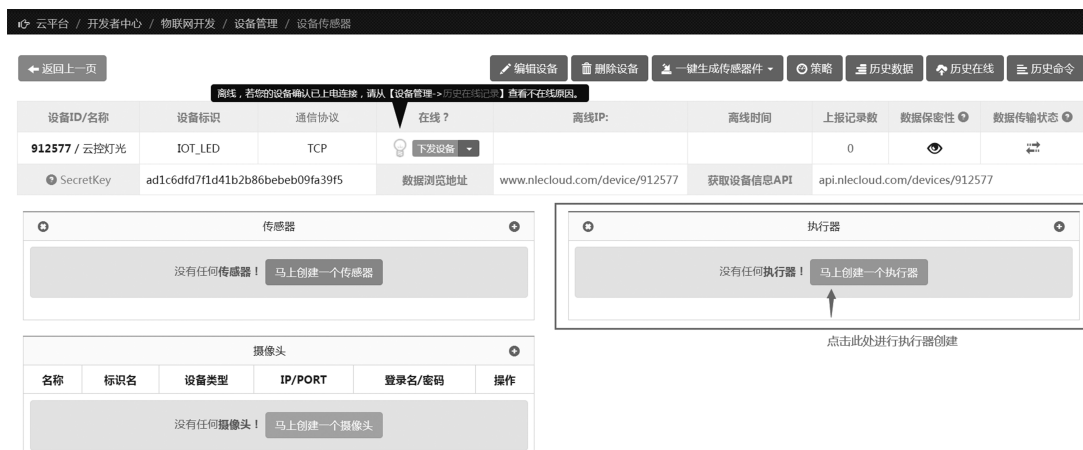 云平台 / 开发者中心 / 物联网开发 / 设备管理 / 设备传感器
返回上一页 编辑设备 删除设备 一键生成传感器件 策略 历史数据 历史在线 历史命令
离线，若您的设备确认已上电连接，请从【设备管理->历史在线记录】查看不在线原因。
设备ID/名称 设备标识 通信协议 在线？ 离线IP: 离线时间 上报记录数 数据保密性 数据传输状态
912577 / 云控灯光 IOT_LED TCP 下发设备 0
SecretKey ad1c6dfd7f1d41b2b86bebeb09fa39f5 数据浏览地址 www.nlecloud.com/device/912577 获取设备信息API api.nlecloud.com/devices/912577
传感器
没有任何传感器！ 马上创建一个传感器
执行器
没有任何执行器！ 马上创建一个执行器
点击此处进行执行器创建
摄像头
名称 标识名 设备类型 IP/PORT 登录名/密码 操作
没有任何摄像头！ 马上创建一个摄像头